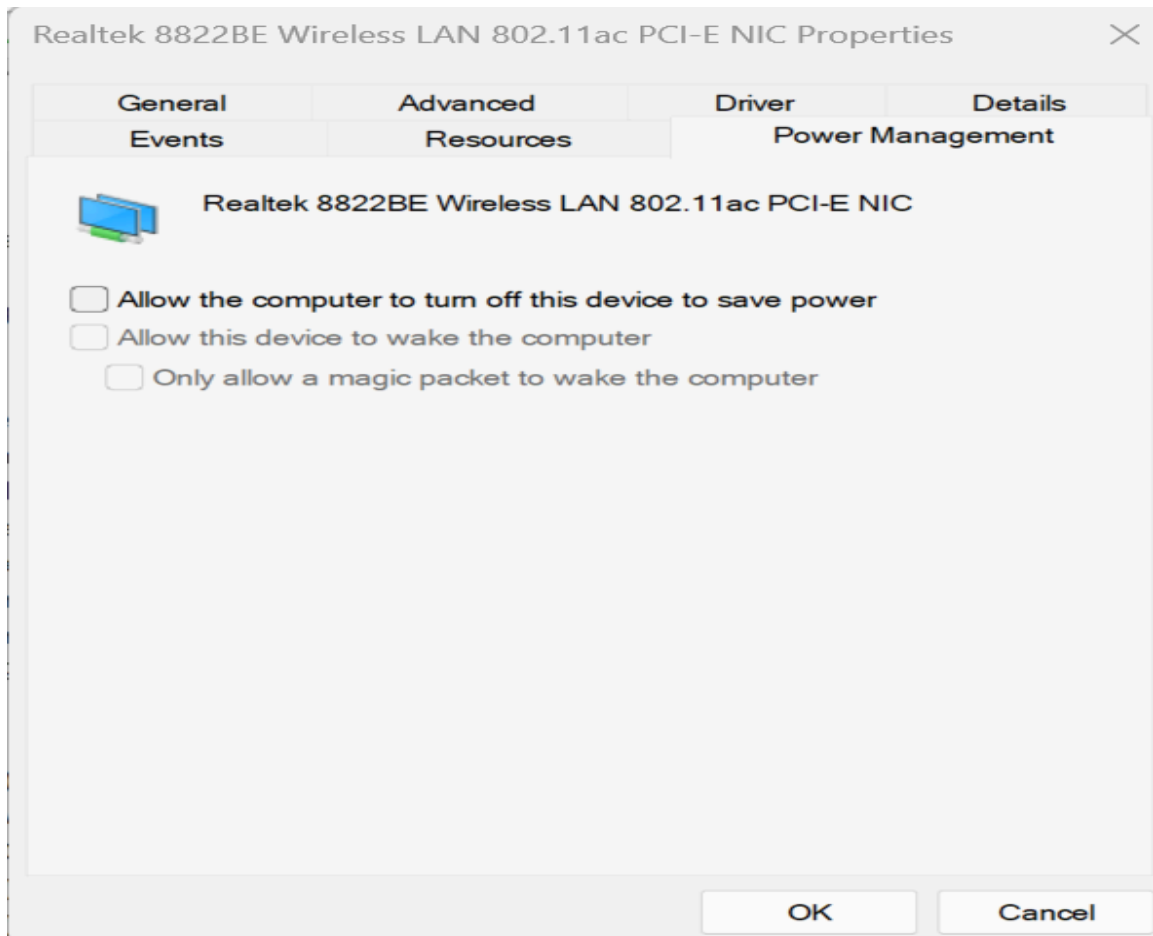 Realtek 8822BE Wireless LAN 802.11ac PCI-E NIC Properties
General Advanced Driver Details
Events Resources Power Management
Realtek 8822BE Wireless LAN 802.11ac PCI-E NIC
Allow the computer to turn off this device to save power
Allow this device to wake the computer
Only allow a magic packet to wake the computer
OK Cancel